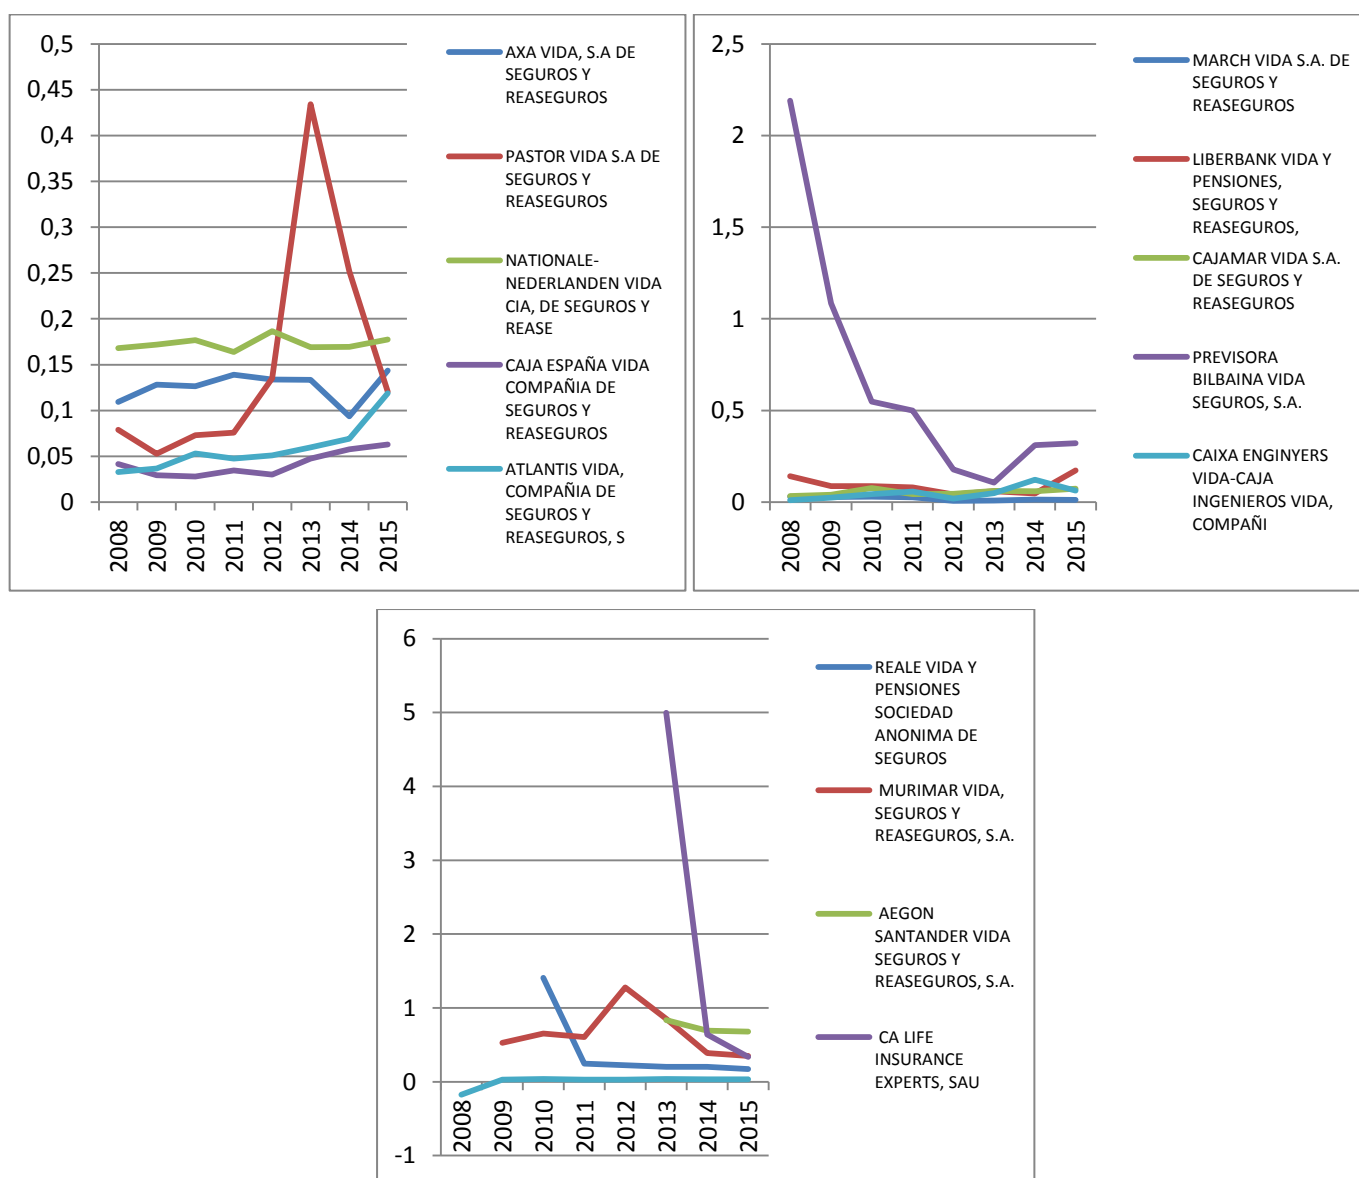 0,5
0,45
0,4
0,35
0,3
0,25
0,2
0,15
0,1
0,05
0
2008
2009
2010
2011
2012
2013
2014
2015
AXA VIDA, S.A DE
SEGUROS Y
REASEGUROS
PASTOR VIDA S.A DE
SEGUROS Y
REASEGUROS
NATIONALE-
NEDERLANDEN VIDA
CIA, DE SEGUROS Y
REASE
CAJA ESPAÑA VIDA
COMPAÑIA DE
SEGUROS Y
REASEGUROS
ATLANTIS VIDA,
COMPAÑIA DE
SEGUROS Y
REASEGUROS, S
2,5
2
1,5
1
0,5
0
2008
2009
2010
2011
2012
2013
2014
2015
MARCH VIDA S.A. DE
SEGUROS Y
REASEGUROS
LIBERBANK VIDA Y
PENSIONES,
SEGUROS Y
REASEGUROS,
CAJAMAR VIDA S.A.
DE SEGUROS Y
REASEGUROS
PREVISORA
BILBAINA VIDA
SEGUROS, S.A.
CAIXA ENGINYERS
VIDA-CAJA
INGENIEROS VIDA,
COMPAÑI
6
5
4
3
2
1
0
-1
2008
2009
2010
2011
2012
2013
2014
2015
REALE VIDA Y
PENSIONES
SOCIEDAD
ANONIMA DE
SEGUROS
MURIMAR VIDA,
SEGUROS Y
REASEGUROS, S.A.
AEGON
SANTANDER VIDA
SEGUROS Y
REASEGUROS, S.A.
CA LIFE
INSURANCE
EXPERTS, SAU